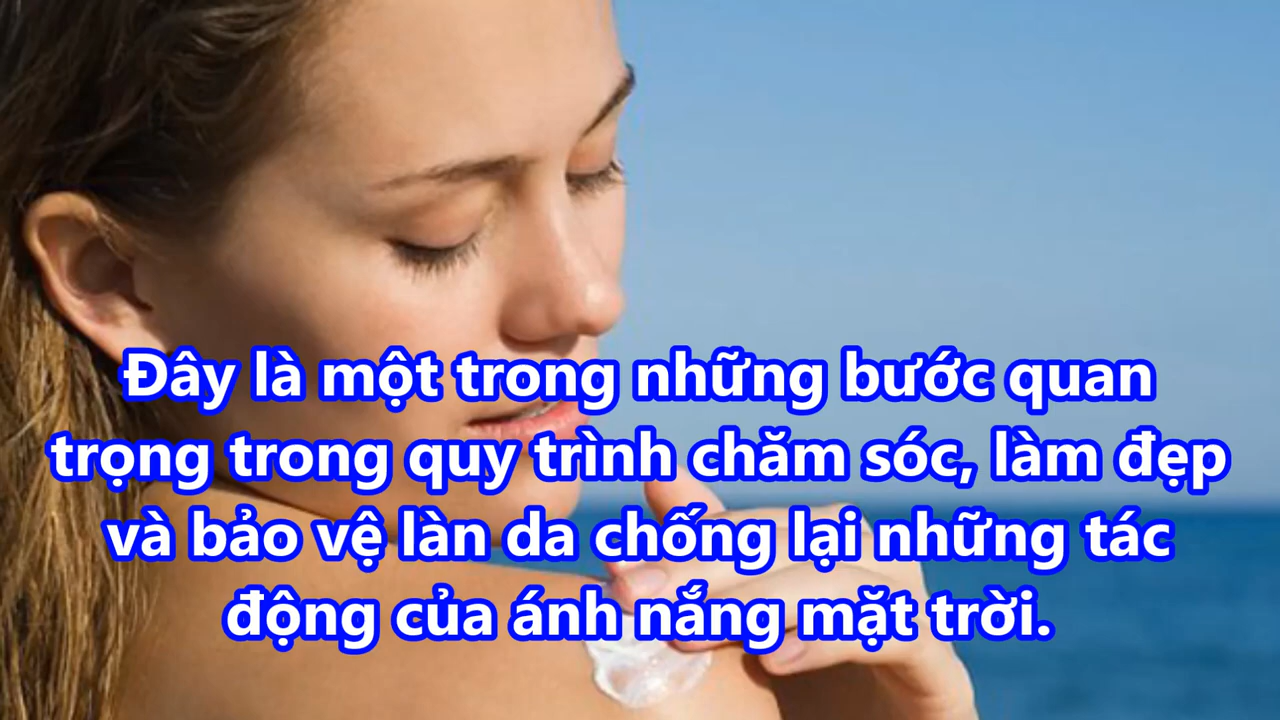 Đây là một trong những bước quan
trọng trong quy trình chăm sóc, làm đẹp
và bảo vệ làn da chống lại những tác
động của ánh nắng mặt trời.